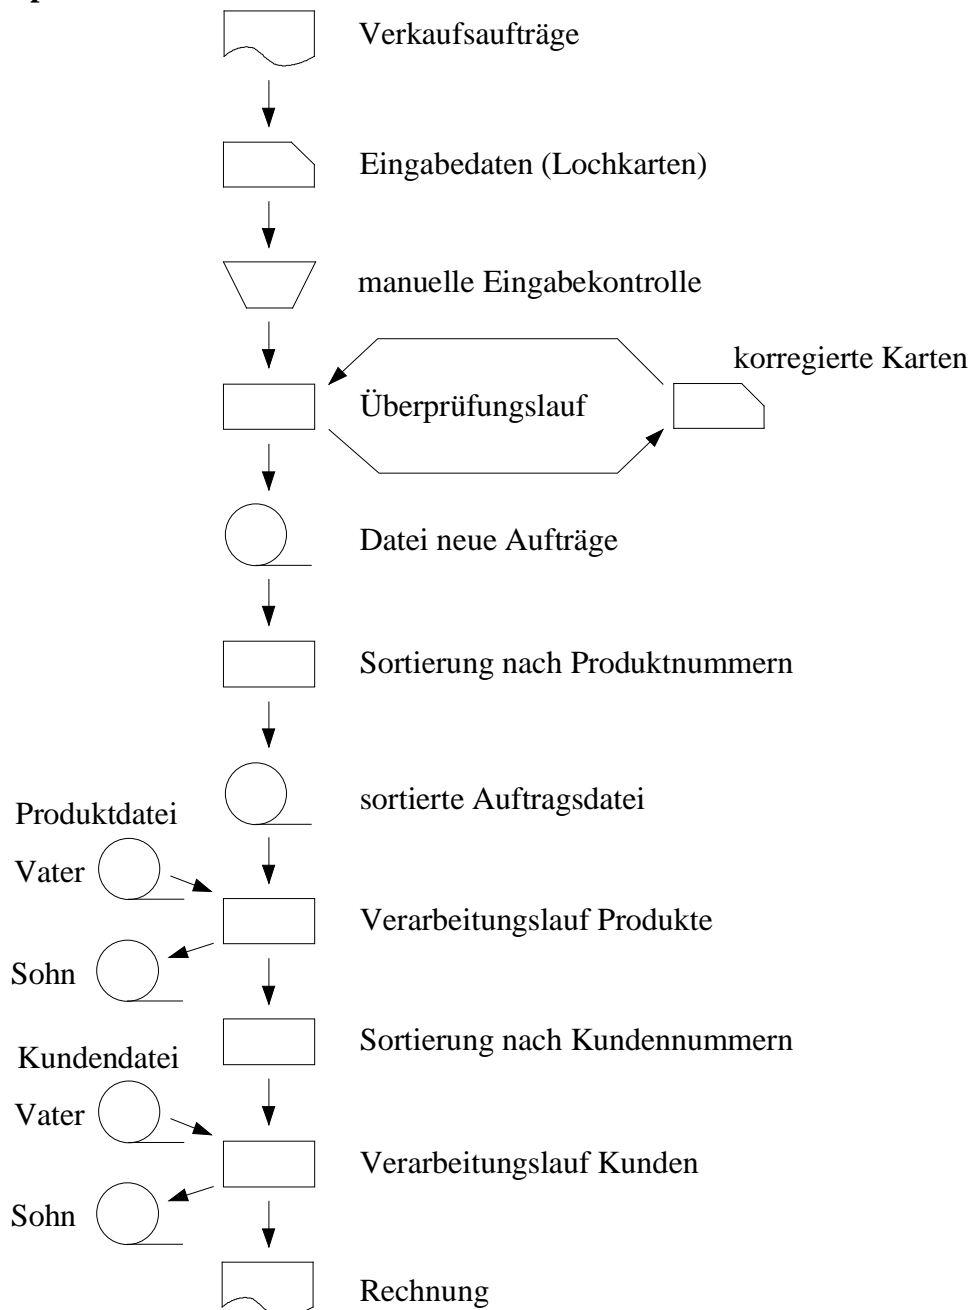 Verkaufsaufträge
Eingabedaten (Lochkarten)
manuelle Eingabekontrolle
korregierte Karten
Überprüfungslauf
Datei neue Aufträge
Sortierung nach Produktnummern
sortierte Auftragsdatei
Produktdatei
Vater
Verarbeitungslauf Produkte
Sohn
Sortierung nach Kundennummern
Kundendatei
Vater
Verarbeitungslauf Kunden
Sohn
Rechnung